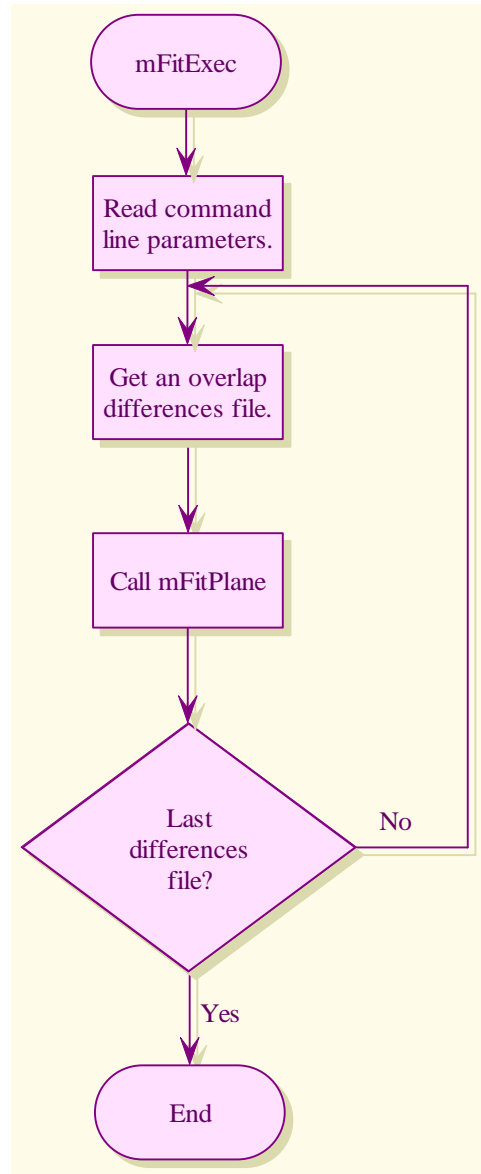 mFitExec
Read command
line parameters.
Get an overlap
differences file.
Call mFitPlane
Last
differences
file?
No
Yes
End